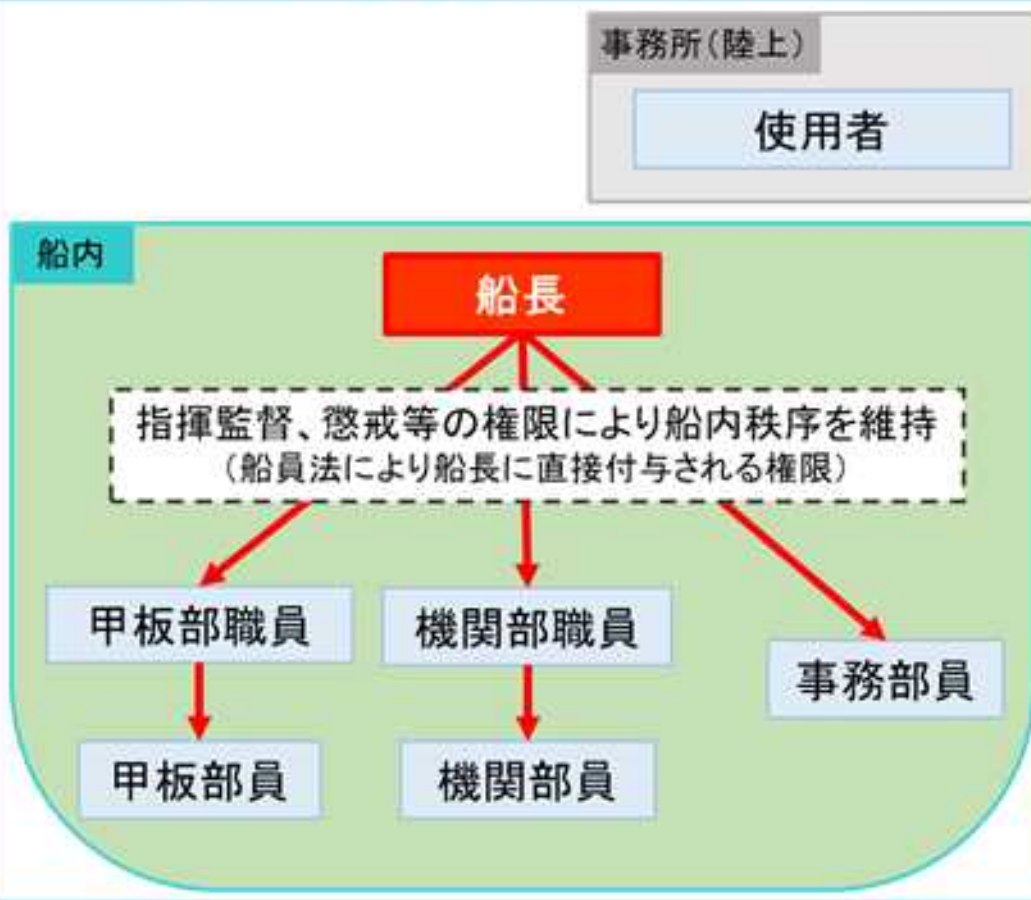 事務所（陸上）
使用者
船内
船長
指揮監督、懲戒等の権限により船内秩序を維持
（船員法により船長に直接付与される権限）
甲板部職員
機関部職員
事務部員
甲板部員
機関部員